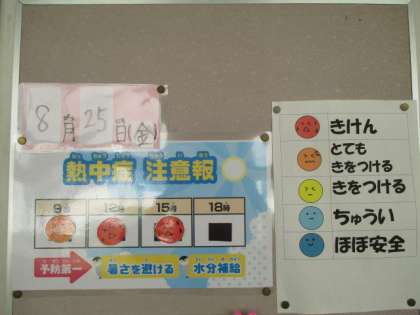 8月25日(金)
熱中症 注意報
9時 12時 15時 18時
予防第一 暑さを避ける 水分補給
きけん
とても
きをつける
きをつける
ちゅうい
ほぼ安全